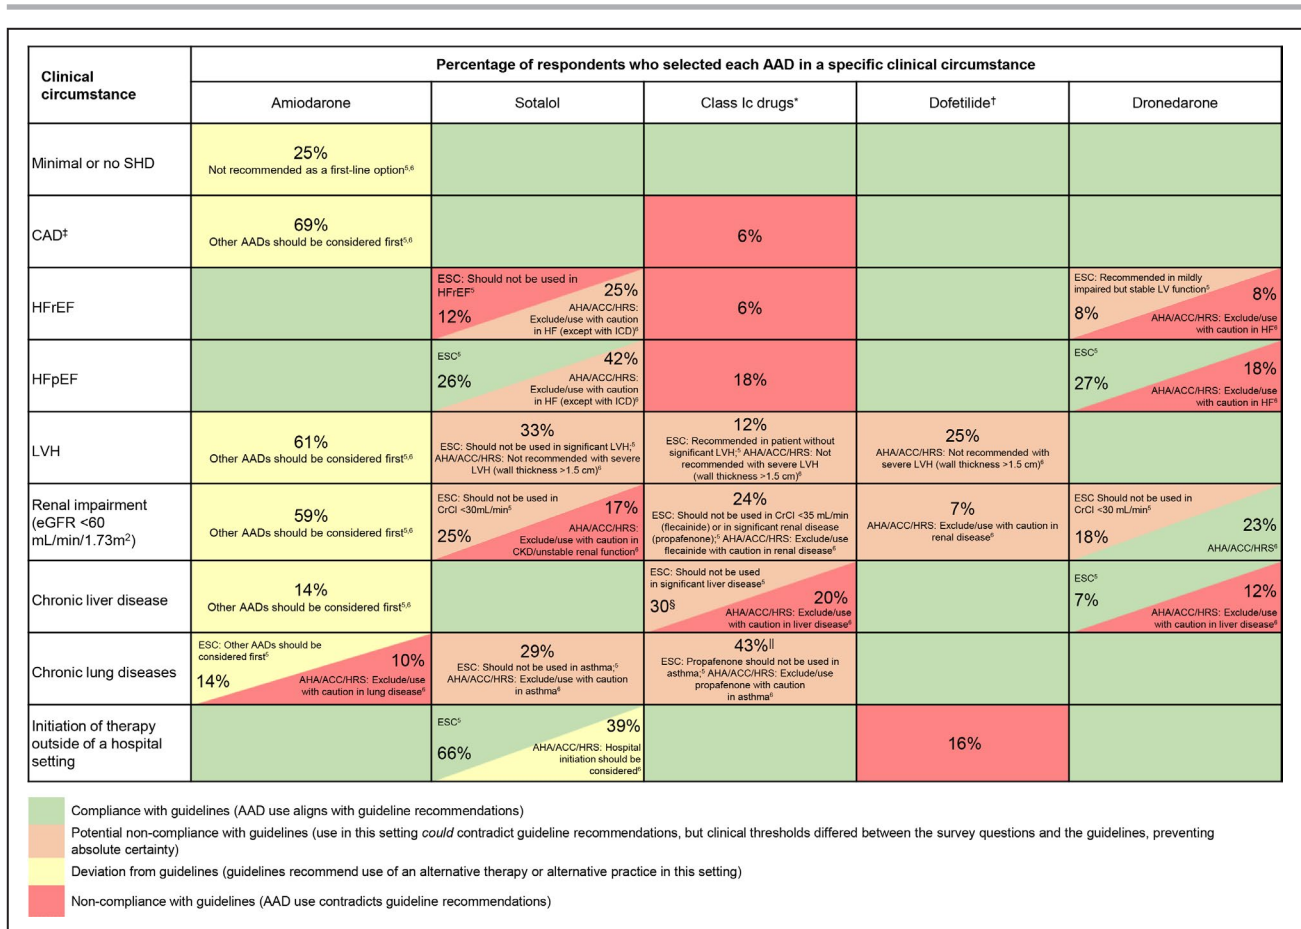 Clinical
circumstance
Percentage of respondents who selected each AAD in a specific clinical circumstance
Amiodarone
Sotalol
Class Ic drugs*
Dofetilide†
Dronedarone
Minimal or no SHD
25%
Not recommended as a first-line option⁵,⁶
CAD‡
69%
Other AADs should be considered first⁵,⁶
6%
HFrEF
ESC: Should not be used in
HFrEF⁵
12%
25%
AHA/ACC/HRS:
Exclude/use with caution
in HF (except with ICD)⁶
6%
ESC: Recommended in mildly
impaired but stable LV function⁵
8%
8%
AHA/ACC/HRS: Exclude/use
with caution in HF⁶
HFpEF
ESC⁵
26%
42%
AHA/ACC/HRS:
Exclude/use with caution
in HF (except with ICD)⁶
18%
ESC⁵
27%
18%
AHA/ACC/HRS: Exclude/use
with caution in HF⁶
LVH
61%
Other AADs should be considered first⁵,⁶
33%
ESC: Should not be used in significant LVH;⁵
AHA/ACC/HRS: Not recommended with severe
LVH (wall thickness >1.5 cm)⁶
12%
ESC: Recommended in patient without
significant LVH;⁵ AHA/ACC/HRS: Not
recommended with severe LVH
(wall thickness >1.5 cm)⁶
25%
AHA/ACC/HRS: Not recommended with
severe LVH (wall thickness >1.5 cm)⁶
Renal impairment
(eGFR <60
mL/min/1.73m²)
59%
Other AADs should be considered first⁵,⁶
ESC: Should not be used in
CrCl <30mL/min⁵
25%
17%
AHA/ACC/HRS:
Exclude/use with caution in
CKD/unstable renal function⁶
24%
ESC: Should not be used in CrCl <35 mL/min
(flecainide) or in significant renal disease
(propafenone);⁵ AHA/ACC/HRS: Exclude/use
flecainide with caution in renal disease⁶
7%
AHA/ACC/HRS: Exclude/use with caution in
renal disease⁶
ESC Should not be used in
CrCl <30 mL/min⁵
18%
23%
AHA/ACC/HRS⁶
Chronic liver disease
14%
Other AADs should be considered first⁵,⁶
ESC: Should not be used
in significant liver disease⁵
30§
20%
AHA/ACC/HRS: Exclude/use
with caution in liver disease⁶
ESC⁵
7%
12%
AHA/ACC/HRS: Exclude/use
with caution in liver disease⁶
Chronic lung diseases
ESC: Other AADs should be
considered first⁵
14%
10%
AHA/ACC/HRS: Exclude/use
with caution in lung disease⁶
29%
ESC: Should not be used in asthma;⁵
AHA/ACC/HRS: Exclude/use with caution
in asthma⁶
43%||
ESC: Propafenone should not be used in
asthma;⁵ AHA/ACC/HRS: Exclude/use
propafenone with caution
in asthma⁶
Initiation of therapy
outside of a hospital
setting
ESC⁵
66%
39%
AHA/ACC/HRS: Hospital
initiation should be
considered⁶
16%
Compliance with guidelines (AAD use aligns with guideline recommendations)
Potential non-compliance with guidelines (use in this setting could contradict guideline recommendations, but clinical thresholds differed between the survey questions and the guidelines, preventing
absolute certainty)
Deviation from guidelines (guidelines recommend use of an alternative therapy or alternative practice in this setting)
Non-compliance with guidelines (AAD use contradicts guideline recommendations)